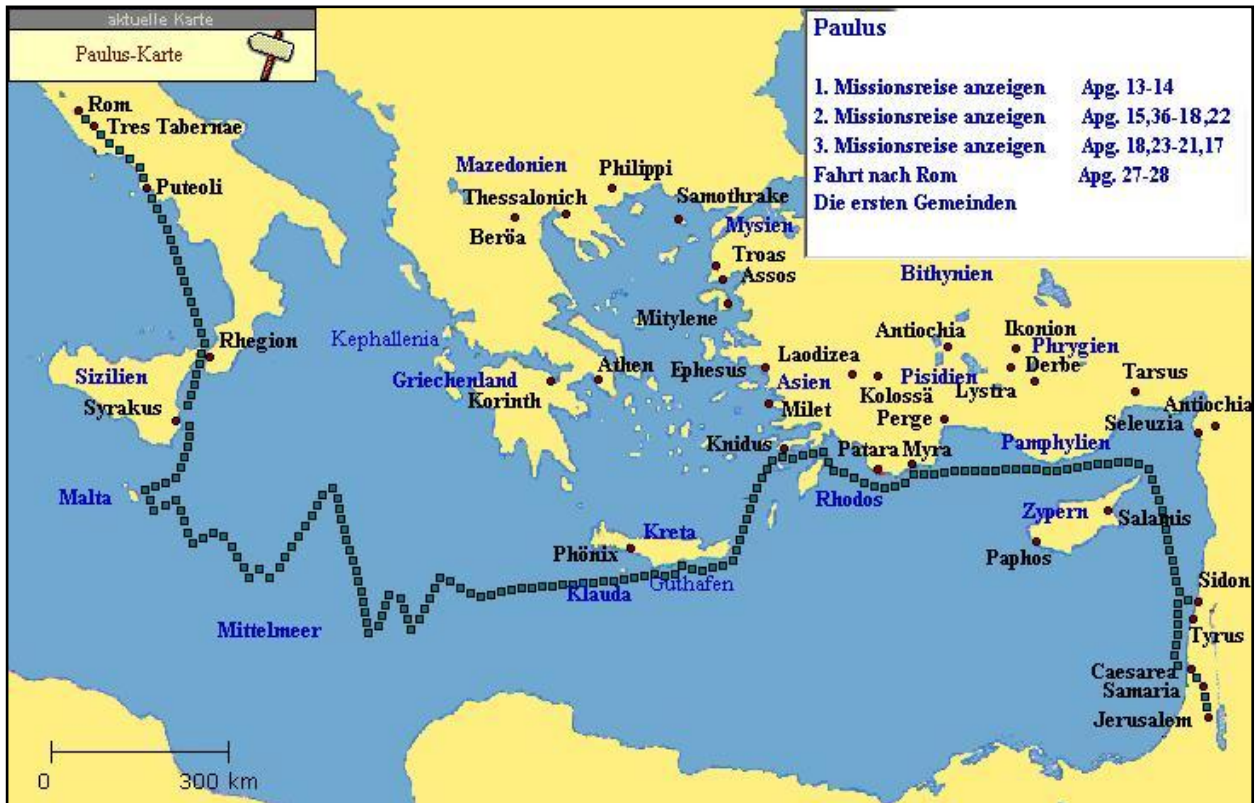 aktuelle Karte
Paulus-Karte
Paulus
1. Missionsreise anzeigen Apg. 13-14
2. Missionsreise anzeigen Apg. 15,36-18,22
3. Missionsreise anzeigen Apg. 18,23-21,17
Fahrt nach Rom Apg. 27-28
Die ersten Gemeinden
Rom
Tres Tabernae
Puteoli
Mazedonien
Philippi
Thessalonich
Samothrake
Beröa
Mysien
Troas
Assos
Bithynien
Mitylene
Kephallenia
Antiochia
Ikonion
Phrygien
Rhegion
Sizilien
Griechenland
Athen
Ephesus
Laodizea
Asien
Kolossä
Pisidien
Lystra
Derbe
Tarsus
Korinth
Syrakus
Milet
Perge
Antiochia
Seleuzia
Knidus
Patara
Myra
Pamphylien
Malta
Rhodos
Zypern
Salamis
Kreta
Phönix
Paphos
Guthafen
Klauda
Sidon
Mittelmeer
Tyrus
Caesarea
Samaria
Jerusalem
0 300 km